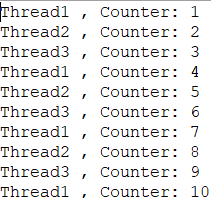 Thread1 , Counter: 1
Thread2 , Counter: 2
Thread3 , Counter: 3
Thread1 , Counter: 4
Thread2 , Counter: 5
Thread3 , Counter: 6
Thread1 , Counter: 7
Thread2 , Counter: 8
Thread3 , Counter: 9
Thread1 , Counter: 10